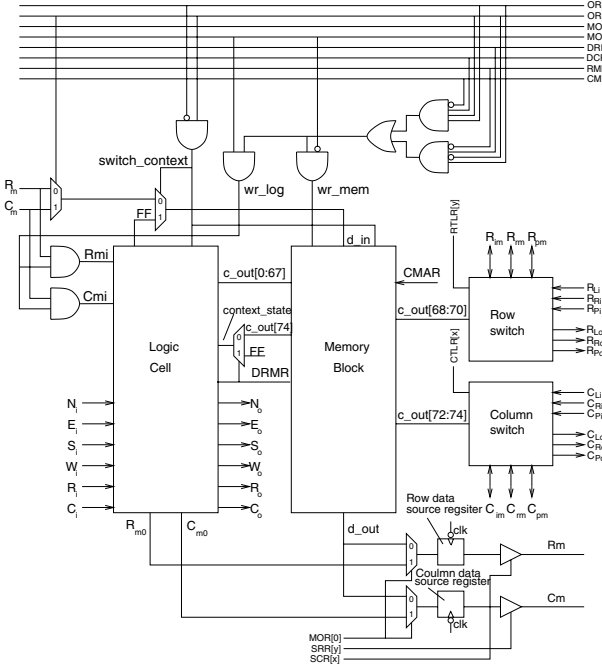 OR
OR
MO
MO
DR
DC
RM
CM
switch_context
wr_log
wr_mem
R_m
C_m
0
1
0
1
FF
d_in
RTLR[y]
R_im R_rm R_pm
Rmi
Cmi
c_out[0:67]
CMAR
c_out[68:70]
Row
switch
R_Li
R_Ri
R_Pi
R_Lo
R_Ro
R_Po
context_state
c_out[74]
0
1
FF
DRMR
Logic
Cell
Memory
Block
CTLR[x]
c_out[72:74]
Column
switch
C_Li
C_Ri
C_Pi
C_Lo
C_Ro
C_Po
N_i
E_i
S_i
W_i
R_i
C_i
N_o
E_o
S_o
W_o
R_o
C_o
C_im C_rm C_pm
R_m0
C_m0
d_out
Row data
source regsiter
clk
0
1
Rm
Coulmn data
source register
0
1
clk
Cm
MOR[0]
SRR[y]
SCR[x]